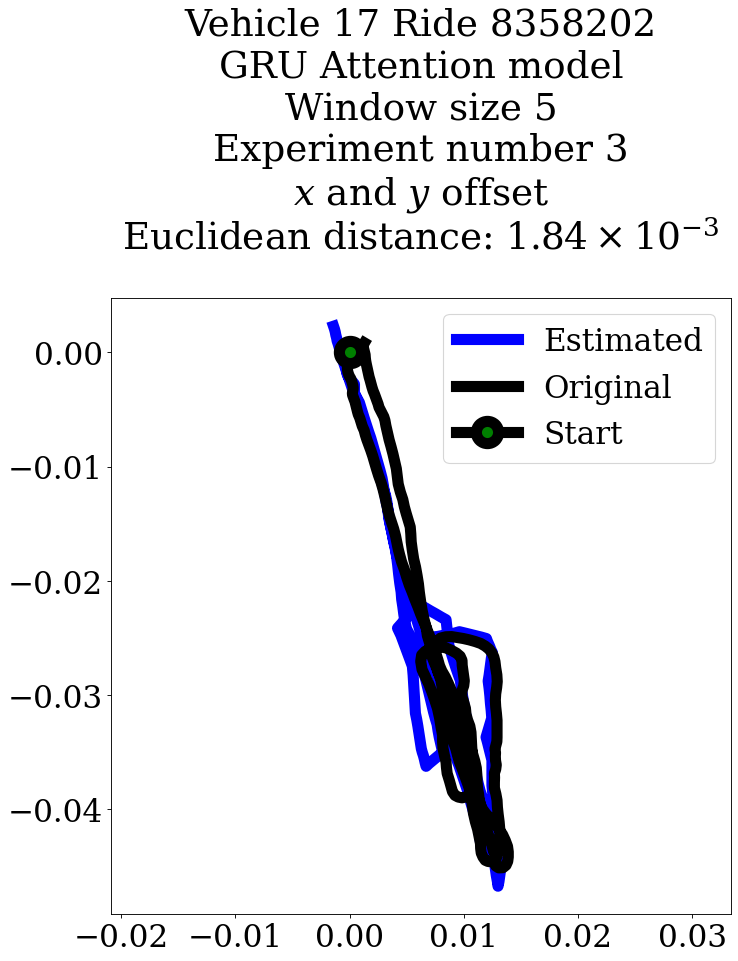 Vehicle 17 Ride 8358202
GRU Attention model
Window size 5
Experiment number 3
x and y offset
Euclidean distance: 1.84 × 10⁻³
Estimated
Original
Start
0.00
−0.01
−0.02
−0.03
−0.04
−0.02 −0.01 0.00 0.01 0.02 0.03